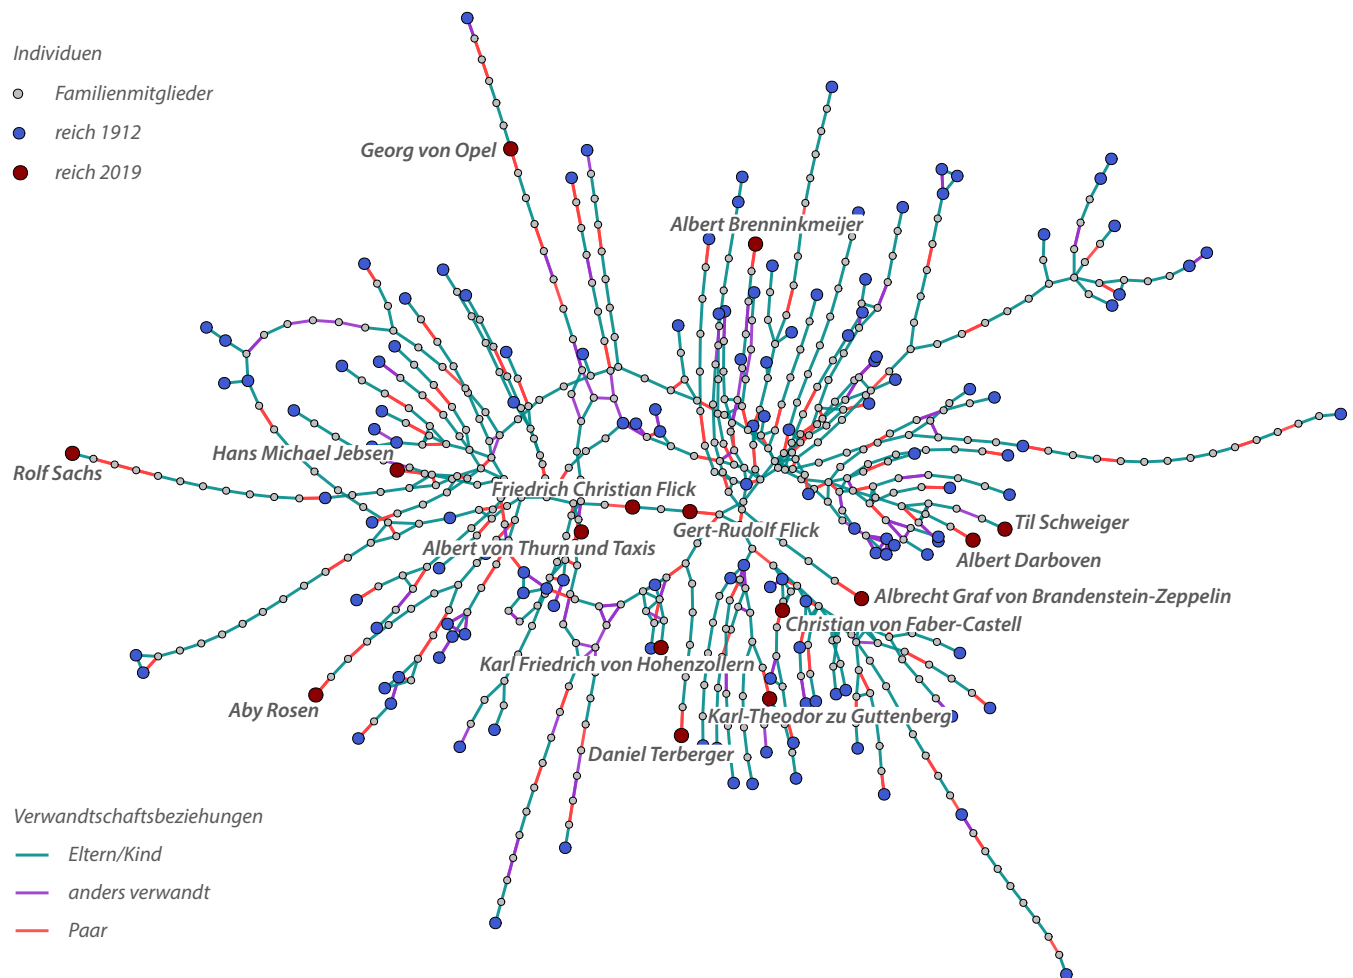 Individuen
Familienmitglieder
reich 1912
reich 2019
Georg von Opel
Albert Brenninkmeijer
Hans Michael Jebsen
Rolf Sachs
Friedrich Christian Flick
Gert-Rudolf Flick
Til Schweiger
Albert von Thurn und Taxis
Albert Darboven
Albrecht Graf von Brandenstein-Zeppelin
Christian von Faber-Castell
Karl Friedrich von Hohenzollern
Aby Rosen
Karl-Theodor zu Guttenberg
Daniel Terberger
Verwandtschaftsbeziehungen
Eltern/Kind
anders verwandt
Paar